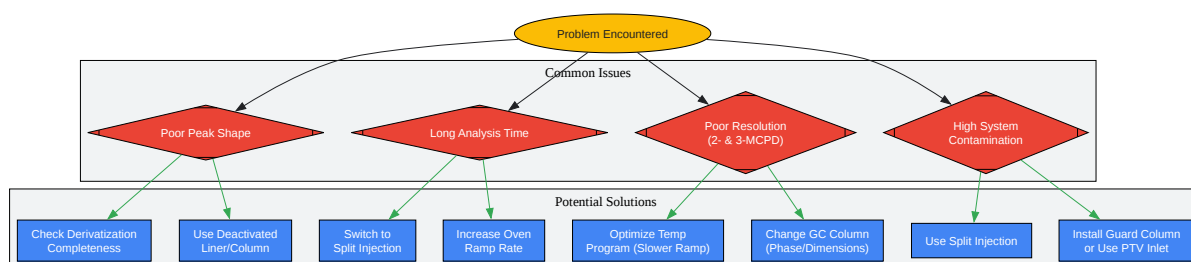 Problem Encountered
Common Issues
Poor Peak Shape
Long Analysis Time
Poor Resolution
(2- & 3-MCPD)
High System
Contamination
Potential Solutions
Check Derivatization
Completeness
Use Deactivated
Liner/Column
Switch to
Split Injection
Increase Oven
Ramp Rate
Optimize Temp
Program (Slower Ramp)
Change GC Column
(Phase/Dimensions)
Use Split Injection
Install Guard Column
or Use PTV Inlet